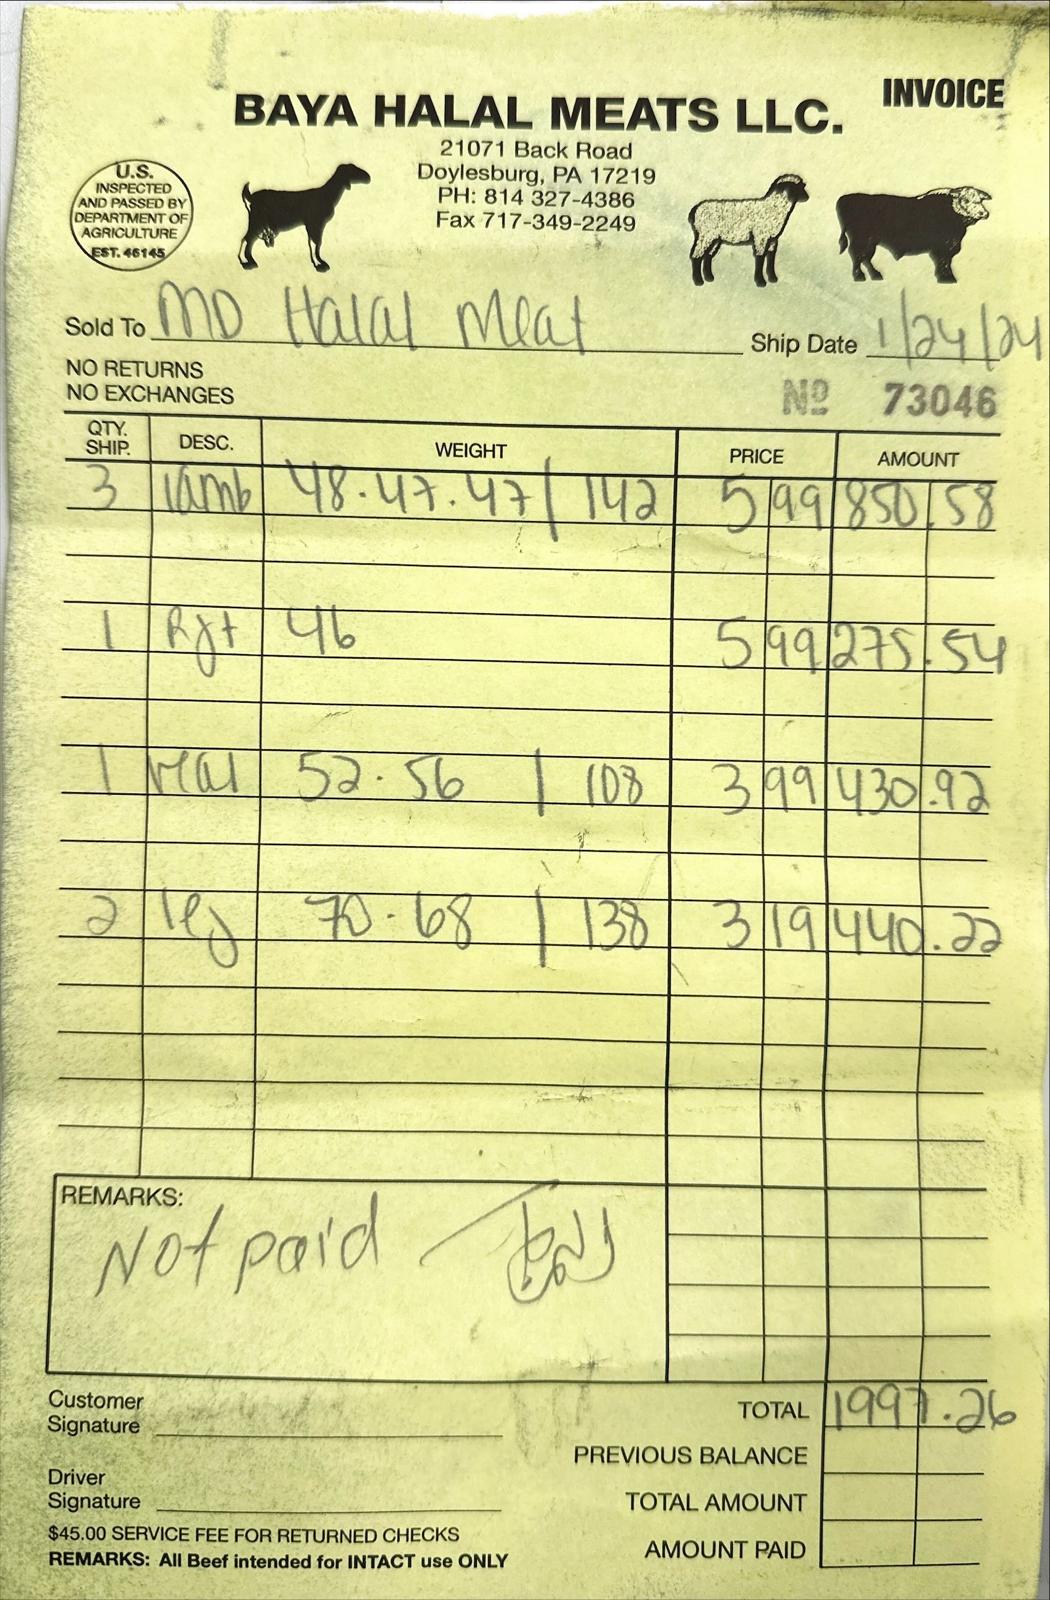 INVOICE
BAYA HALAL MEATS LLC.
21071 Back Road
Doylesburg, PA 17219
PH: 814 327-4386
Fax 717-349-2249
U.S.
INSPECTED
AND PASSED BY
DEPARTMENT OF
AGRICULTURE
EST. 46145
Sold To MD Halal Meat Ship Date 1/24/24
NO RETURNS
NO EXCHANGES
No 73046
QTY. SHIP. DESC. WEIGHT PRICE AMOUNT
3 lamb 48.47.47 | 142 5 99 850.58
1 46 5 99 275.54
1 veal 52.56 | 108 3 99 430.92
2 leg 70.68 | 138 3 19 440.22
REMARKS:
Not paid
Customer
Signature
TOTAL 1997.26
PREVIOUS BALANCE
Driver
Signature
TOTAL AMOUNT
$45.00 SERVICE FEE FOR RETURNED CHECKS
AMOUNT PAID
REMARKS: All Beef intended for INTACT use ONLY